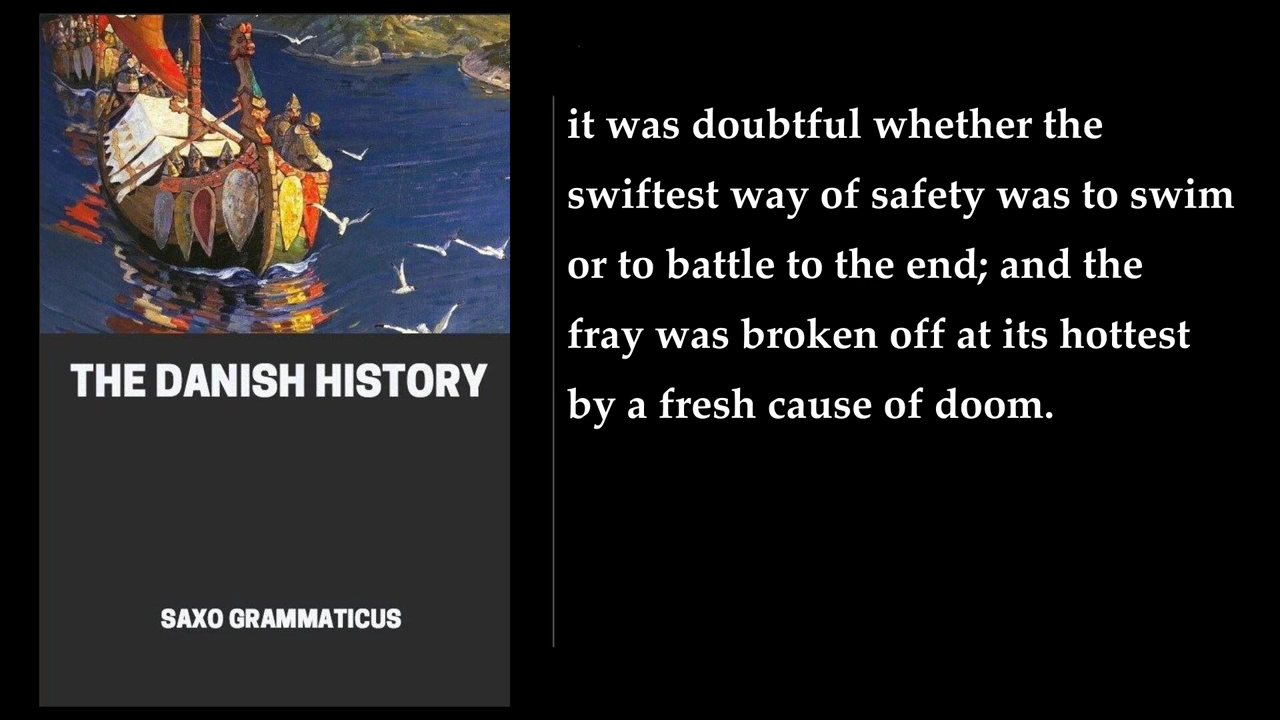 THE DANISH HISTORY
SAXO GRAMMATICUS
it was doubtful whether the
swiftest way of safety was to swim
or to battle to the end; and the
fray was broken off at its hottest
by a fresh cause of doom.